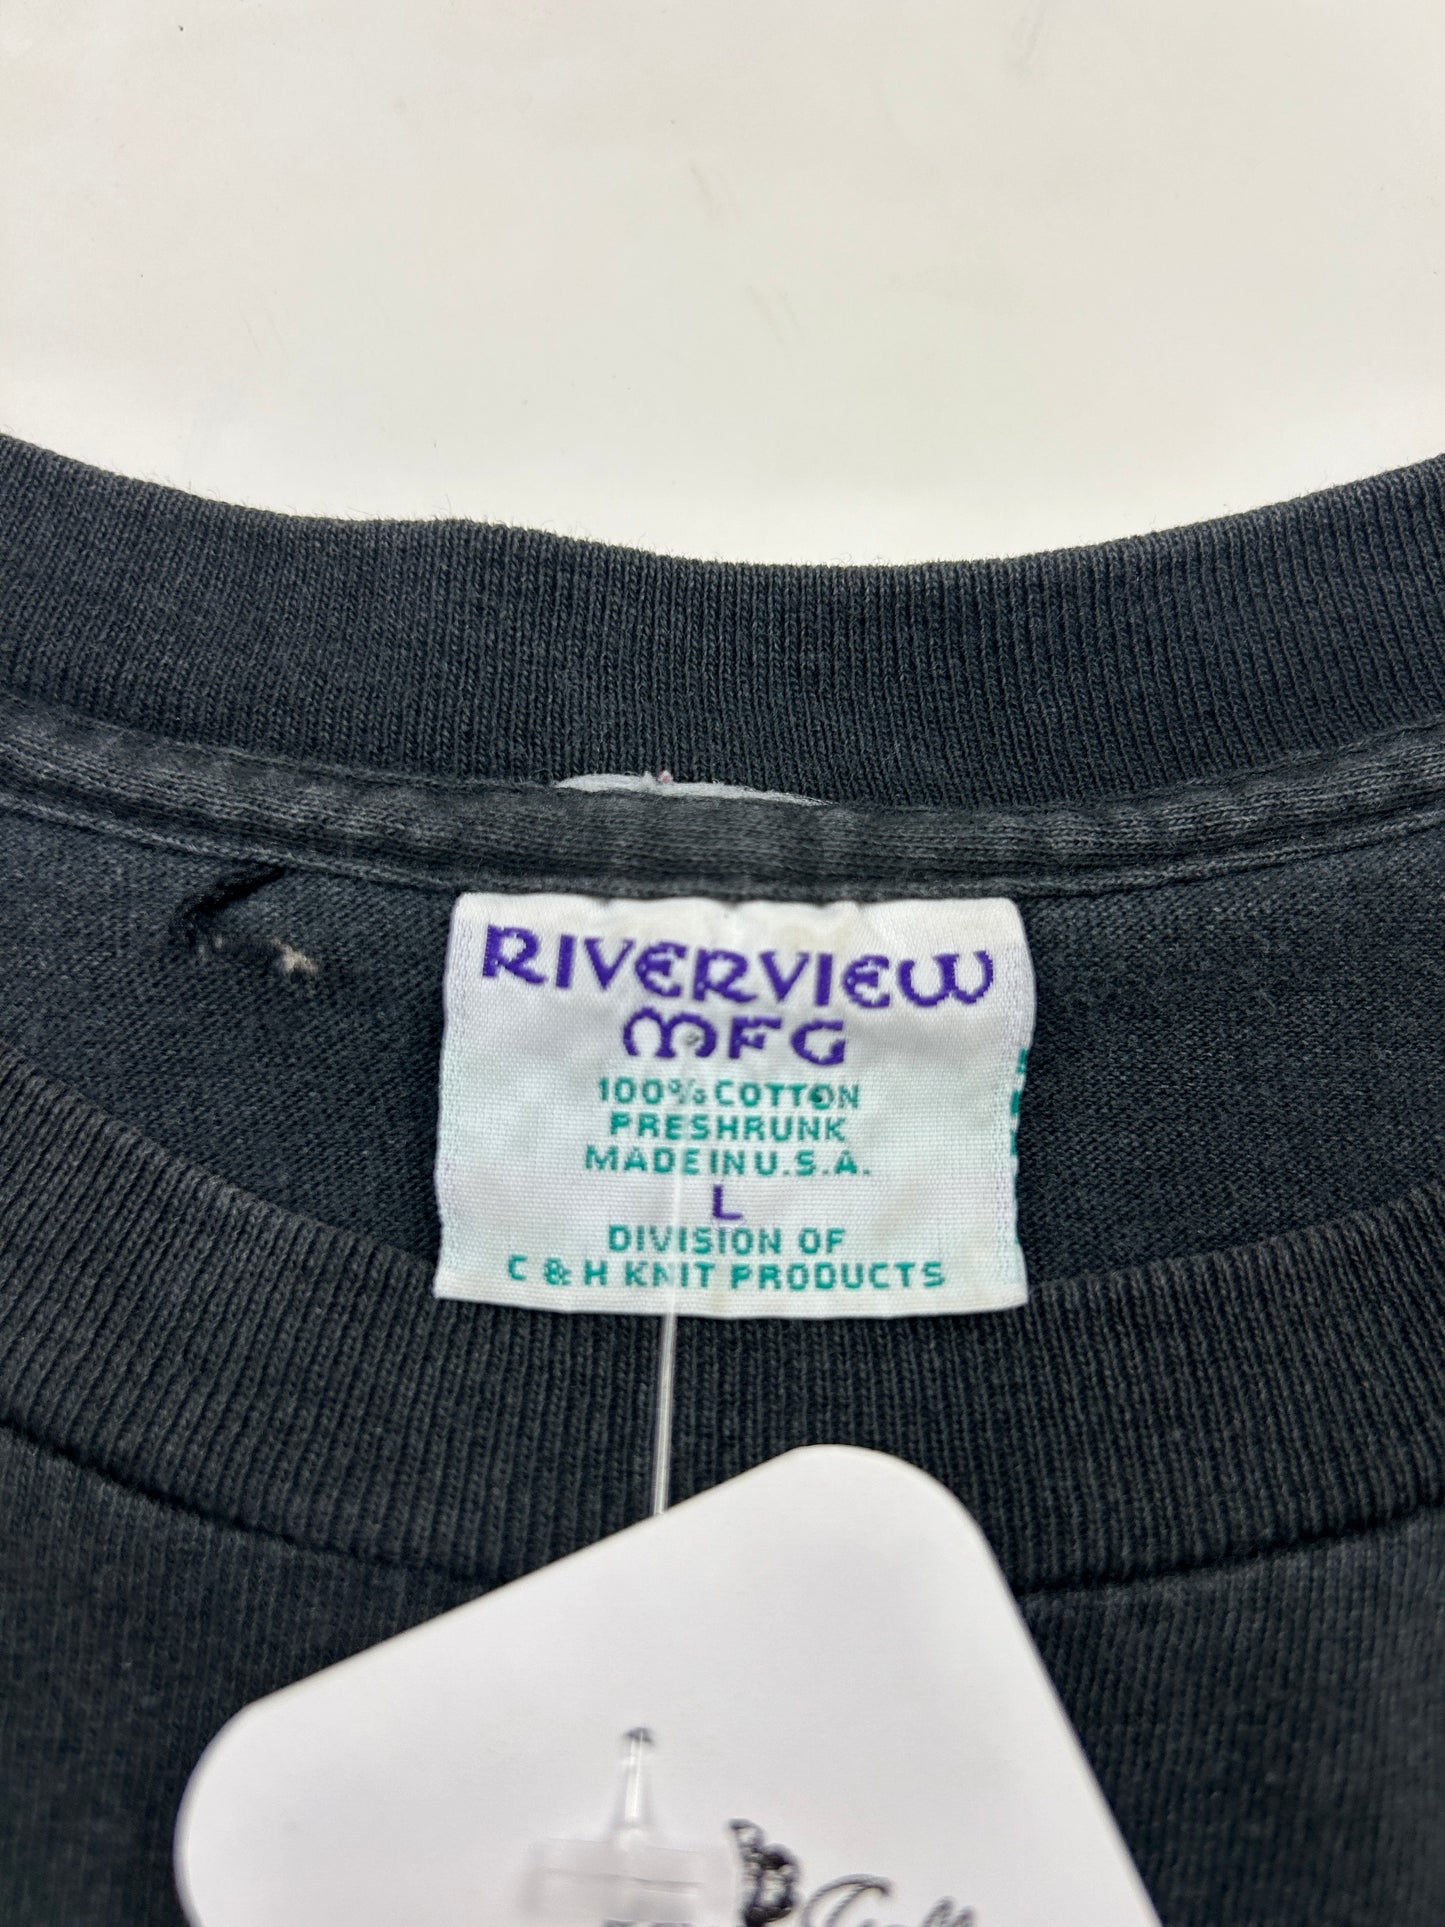 RIVERVIEW
MFG
100% COTTON
PRESHRUNK
MADE IN U.S.A.
L
DIVISION OF
C & H KNIT PRODUCTS